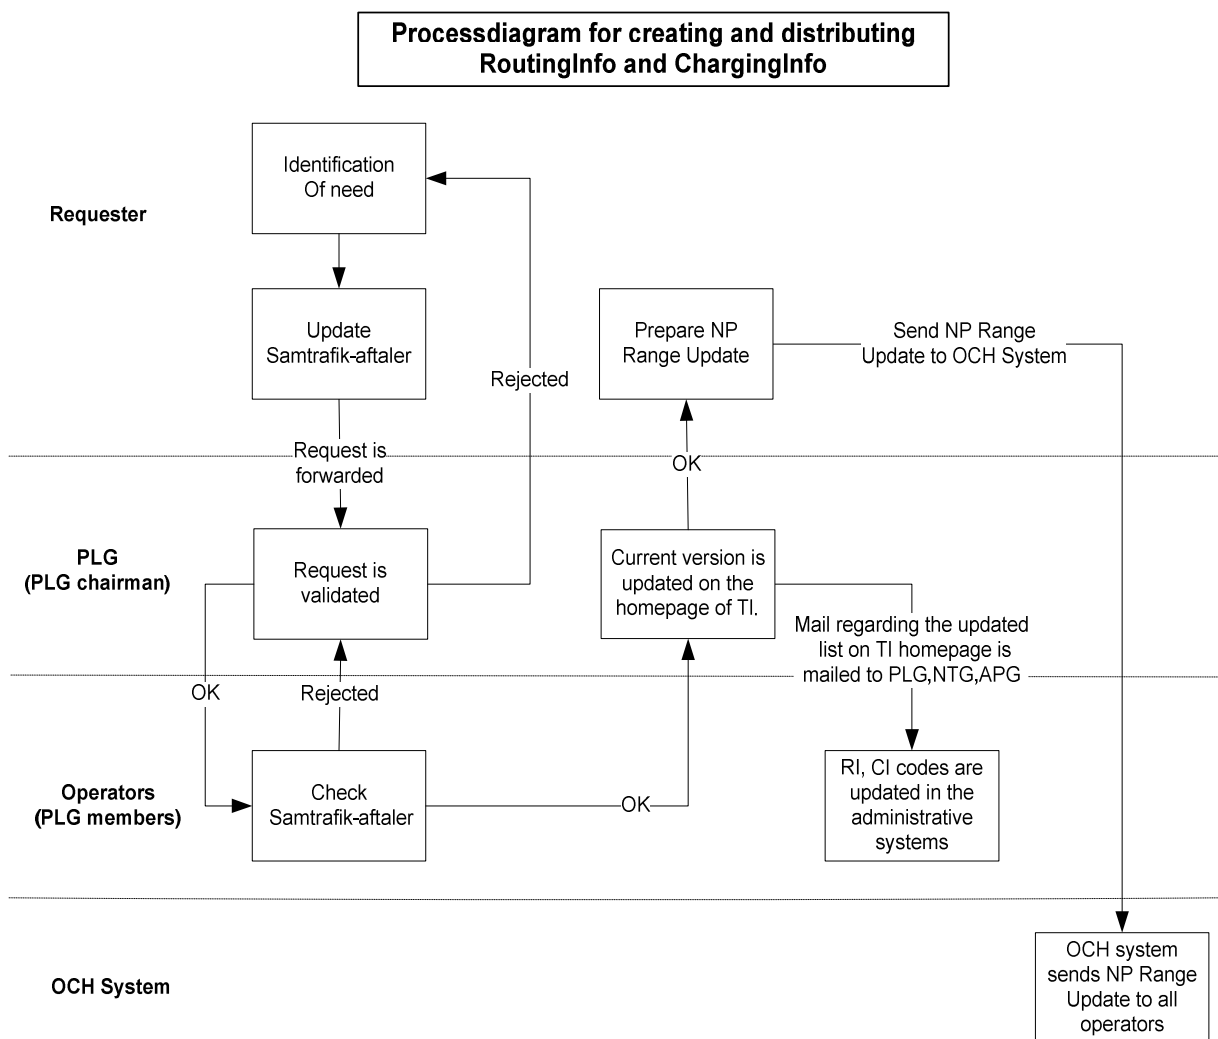 Processdiagram for creating and distributing
RoutingInfo and ChargingInfo
Requester
Identification
Of need
Update
Samtrafik-aftaler
Rejected
Prepare NP
Range Update
Send NP Range
Update to OCH System
Request is
forwarded
OK
PLG
(PLG chairman)
Request is
validated
Current version is
updated on the
homepage of TI.
Mail regarding the updated
list on TI homepage is
mailed to PLG,NTG,APG
OK
Rejected
Operators
(PLG members)
Check
Samtrafik-aftaler
OK
RI, CI codes are
updated in the
administrative
systems
OCH System
OCH system
sends NP Range
Update to all
operators